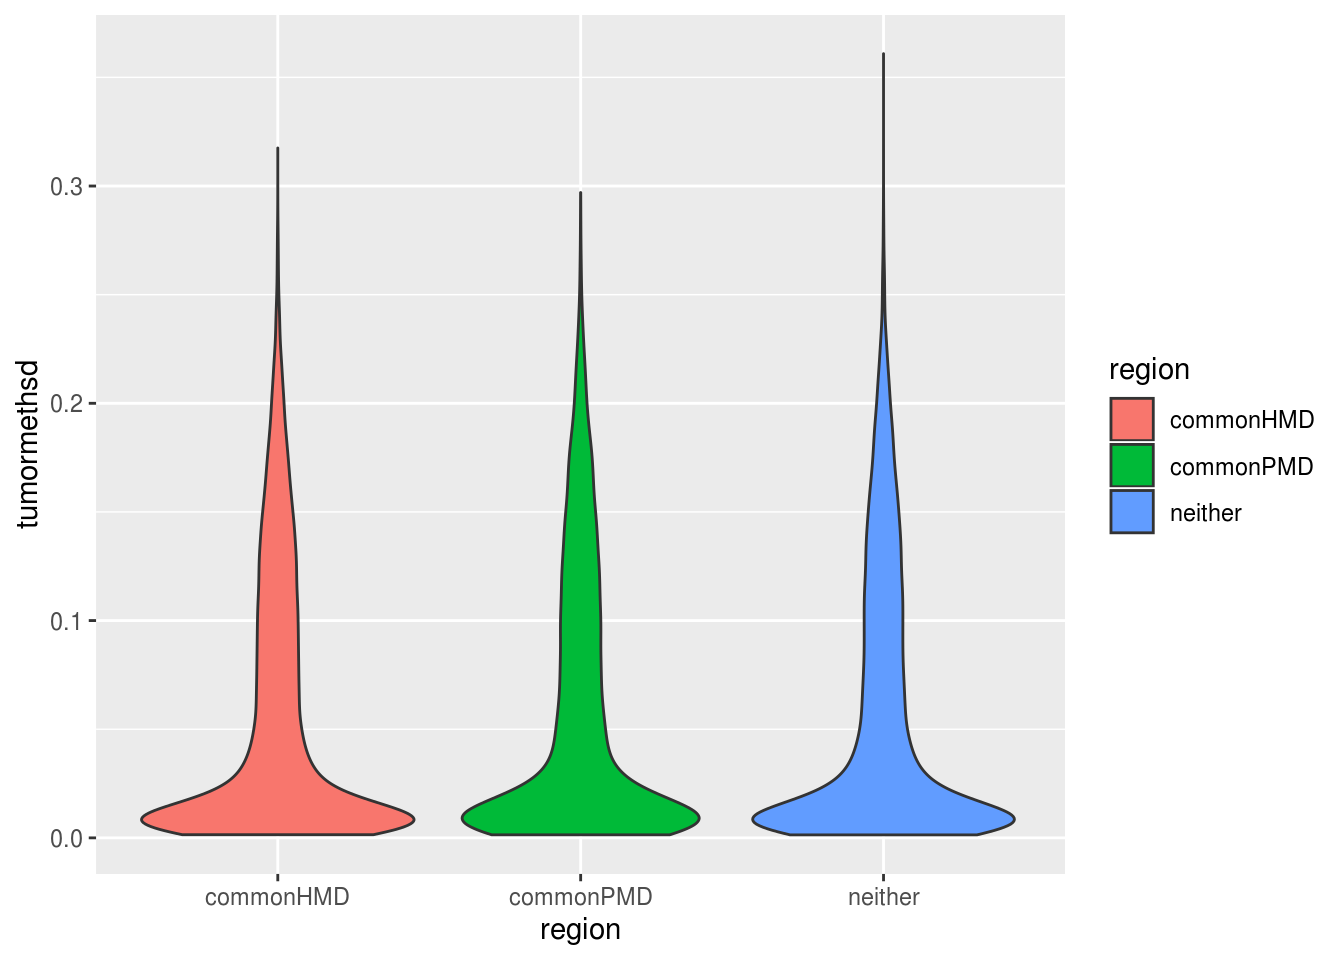 tumormethsd
0.3
0.2
0.1
0.0
commonHMD
commonPMD
neither
region
region
commonHMD
commonPMD
neither